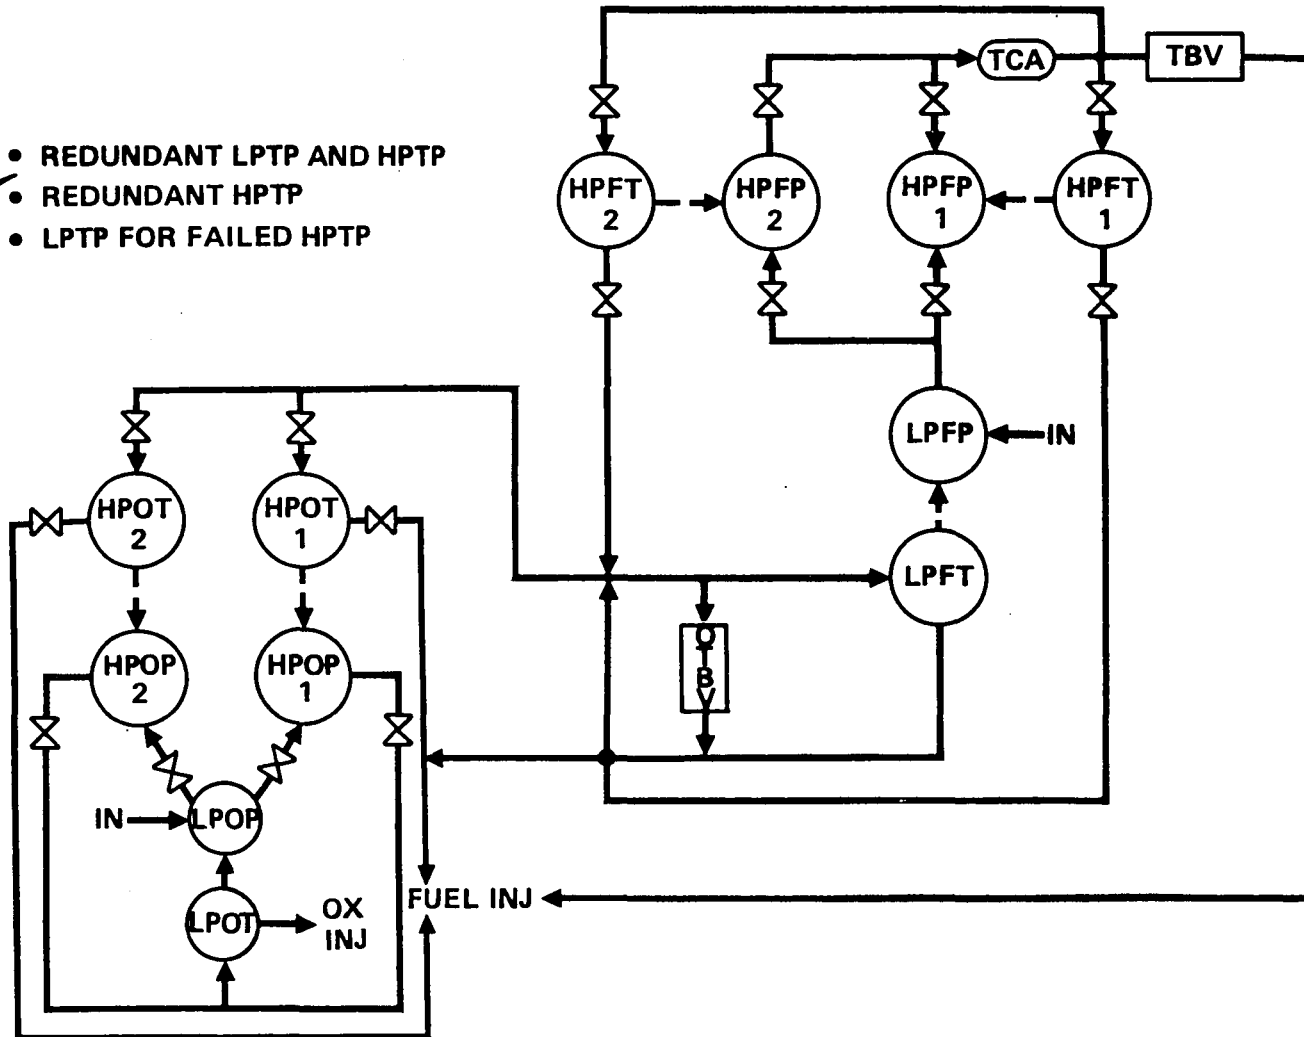 TCA
TBV
• REDUNDANT LPTP AND HPTP
• REDUNDANT HPTP
• LPTP FOR FAILED HPTP
HPFT
2
HPFP
2
HPFP
1
HPFT
1
LPFP
IN
HPOT
2
HPOT
1
LPFT
HPOP
2
HPOP
1
O
T
B
V
IN
LPOP
FUEL INJ
LPOT
OX
INJ